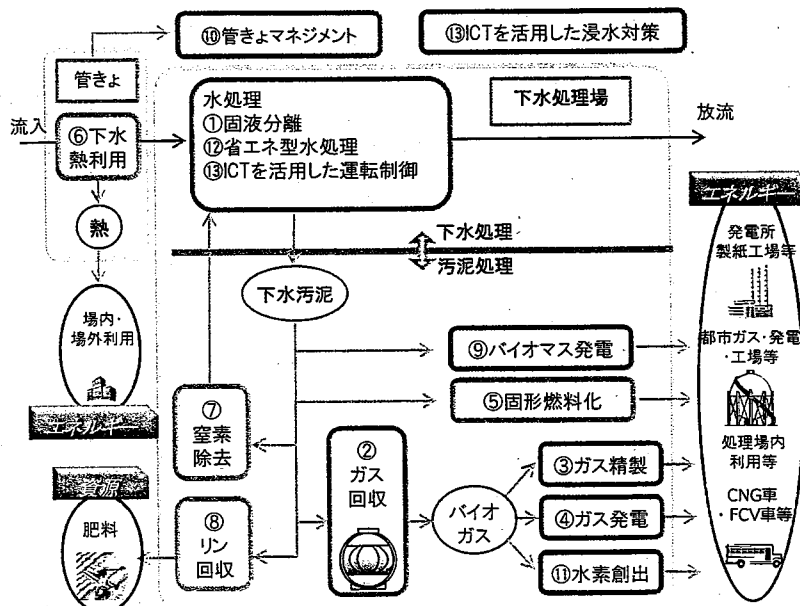 ⑩管きょマネジメント
⑬ICTを活用した浸水対策
管きょ
流入
⑥下水
熱利用
水処理
①固液分離
⑫省エネ型水処理
⑬ICTを活用した運転制御
下水処理場
放流
エネルギー
熱
下水処理
汚泥処理
発電所
製紙工場等
下水汚泥
場内・
場外利用
⑨バイオマス発電
都市ガス・発電
・工場等
⑤固形燃料化
エネルギー
⑦
窒素
除去
②
ガス
回収
処理場内
利用等
③ガス精製
資源
肥料
⑧
リン
回収
バイオ
ガス
④ガス発電
CNG車
・FCV車等
⑪水素創出